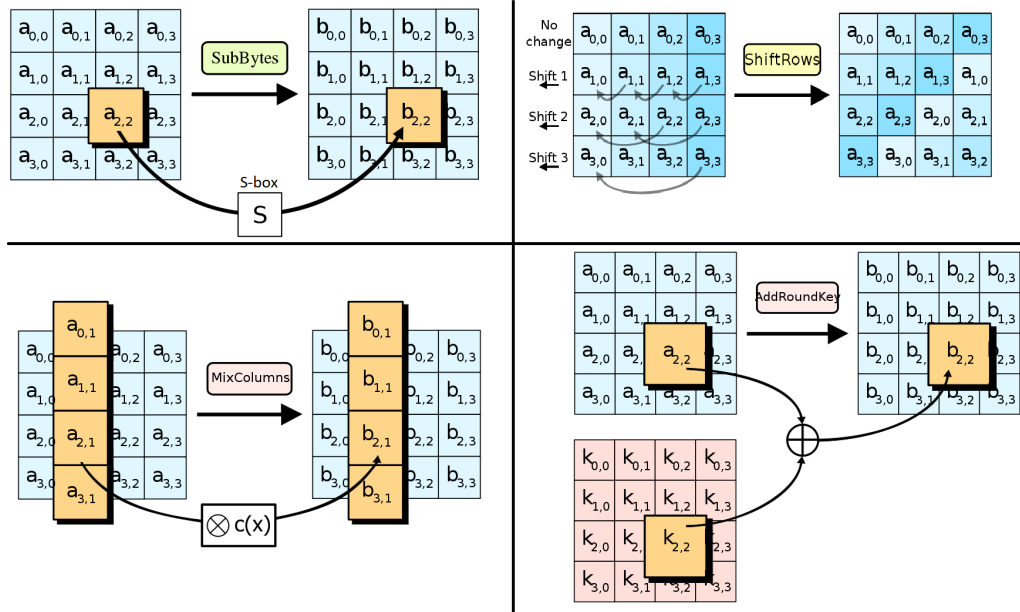 a0,0 a0,1 a0,2 a0,3
a1,0 a1,1 a1,2 a1,3
a2,0 a2,1 a2,2 a2,3
a3,0 a3,1 a3,2 a3,3
SubBytes
b0,0 b0,1 b0,2 b0,3
b1,0 b1,1 b1,2 b1,3
b2,0 b2,2 b2,3
b3,0 b3,1 b3,2 b3,3
S-box
S
No change
a0,0 a0,1 a0,2 a0,3
Shift 1
a1,0 a1,1 a1,2 a1,3
Shift 2
a2,0 a2,1 a2,2 a2,3
Shift 3
a3,0 a3,1 a3,2 a3,3
ShiftRows
a0,0 a0,1 a0,2 a0,3
a1,1 a1,2 a1,3 a1,0
a2,2 a2,3 a2,0 a2,1
a3,3 a3,0 a3,1 a3,2
a0,1
a0,0 a0,2 a0,3
a1,1
a1,0 a1,2 a1,3
a2,1
a2,0 a2,2 a2,3
a3,1
a3,0 a3,2 a3,3
MixColumns
⊗ c(x)
b0,1
b0,0 b0,2 b0,3
b1,1
b1,0 b1,2 b1,3
b2,1
b2,0 b2,2 b2,3
b3,1
b3,0 b3,2 b3,3
a0,0 a0,1 a0,2 a0,3
a1,0 a1,1 a1,2 a1,3
a2,0 a2, a2,2 a2,3
a3,0 a3,1 a3,2 a3,3
AddRoundKey
b0,0 b0,1 b0,2 b0,3
b1,0 b1,1 b1,2 b1,3
b2,0 b2, b2,2 b2,3
b3,0 b3,1 b3,2 b3,3
k0,0 k0,1 k0,2 k0,3
k1,0 k1,1 k1,2 k1,3
k2,0 k2, k2,2 k2,3
k3,0 k3,1 k3,2 k3,3